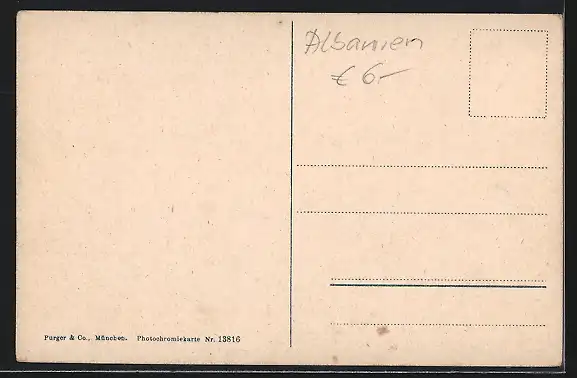 Albanien
€ 6.-
Purger & Co., München. Photochromiekarte Nr. 13816